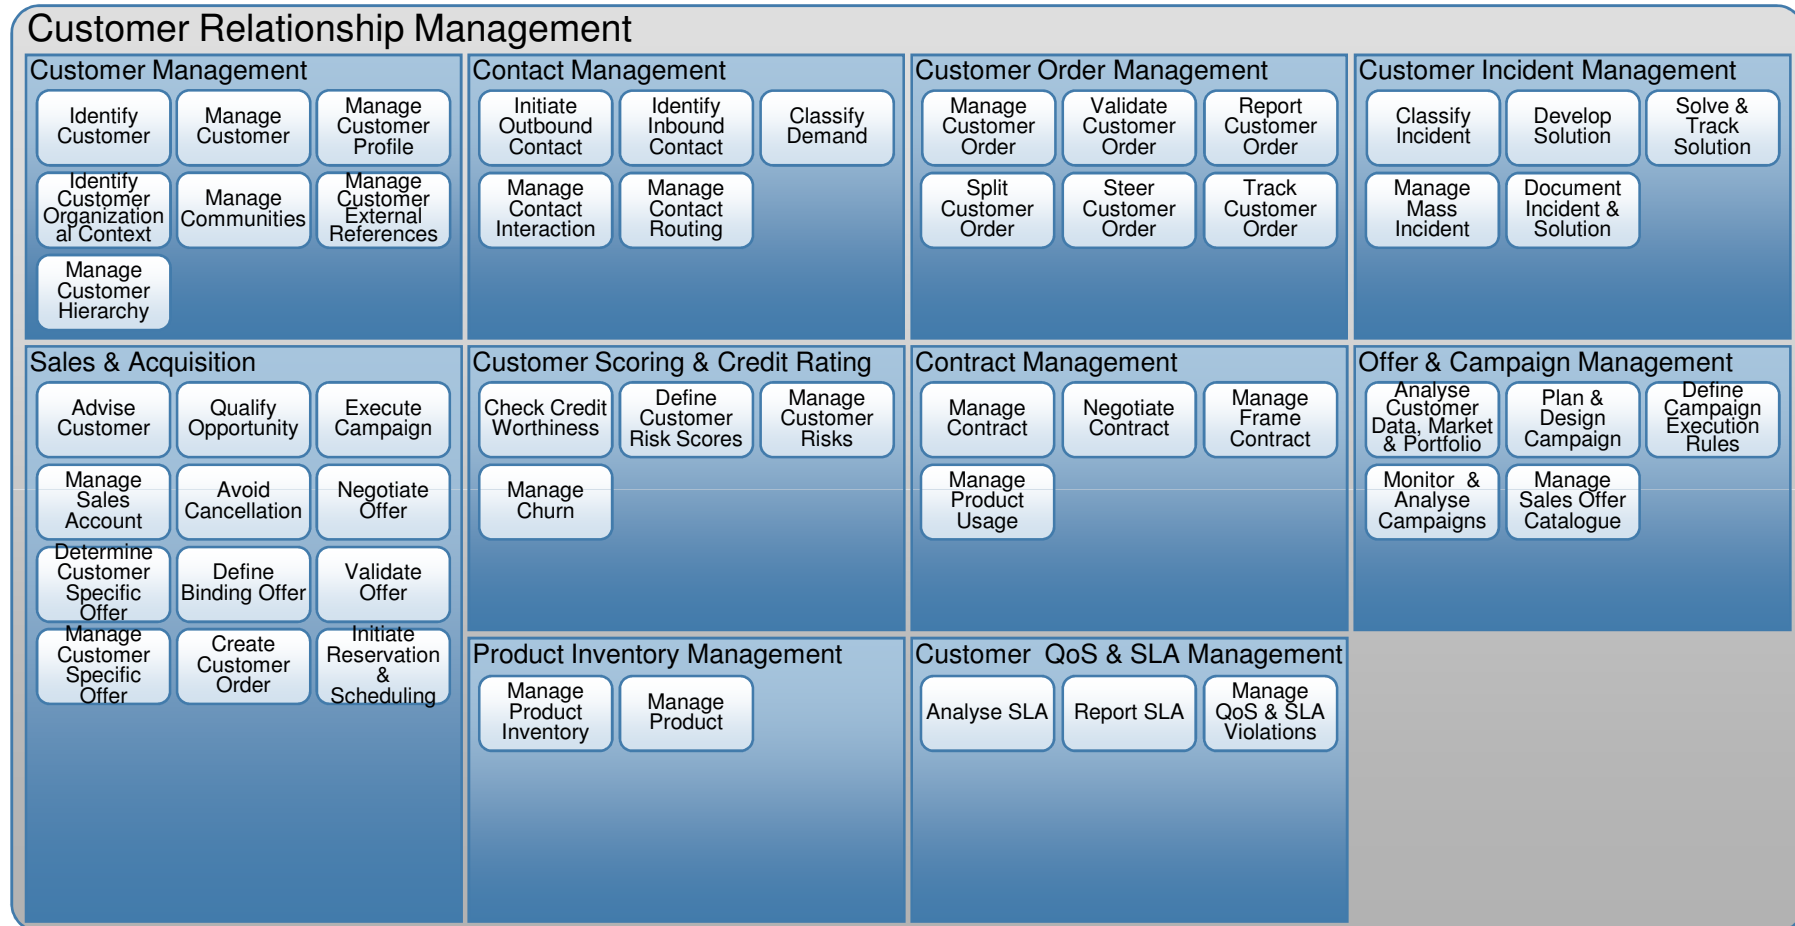 Customer Relationship Management
Customer Management
Identify
Customer
Manage
Customer
Manage
Customer
Profile
Identify
Customer
Organization
al Context
Manage
Communities
Manage
Customer
External
References
Manage
Customer
Hierarchy
Contact Management
Initiate
Outbound
Contact
Identify
Inbound
Contact
Classify
Demand
Manage
Contact
Interaction
Manage
Contact
Routing
Customer Order Management
Manage
Customer
Order
Validate
Customer
Order
Report
Customer
Order
Split
Customer
Order
Steer
Customer
Order
Track
Customer
Order
Customer Incident Management
Classify
Incident
Develop
Solution
Solve &
Track
Solution
Manage
Mass
Incident
Document
Incident &
Solution
Sales & Acquisition
Advise
Customer
Qualify
Opportunity
Execute
Campaign
Manage
Sales
Account
Avoid
Cancellation
Negotiate
Offer
Determine
Customer
Specific
Offer
Define
Binding Offer
Validate
Offer
Manage
Customer
Specific
Offer
Create
Customer
Order
Initiate
Reservation
&
Scheduling
Customer Scoring & Credit Rating
Check Credit
Worthiness
Define
Customer
Risk Scores
Manage
Customer
Risks
Manage
Churn
Contract Management
Manage
Contract
Negotiate
Contract
Manage
Frame
Contract
Manage
Product
Usage
Offer & Campaign Management
Analyse
Customer
Data, Market
& Portfolio
Plan &
Design
Campaign
Define
Campaign
Execution
Rules
Monitor &
Analyse
Campaigns
Manage
Sales Offer
Catalogue
Product Inventory Management
Manage
Product
Inventory
Manage
Product
Customer QoS & SLA Management
Analyse SLA
Report SLA
Manage
QoS & SLA
Violations